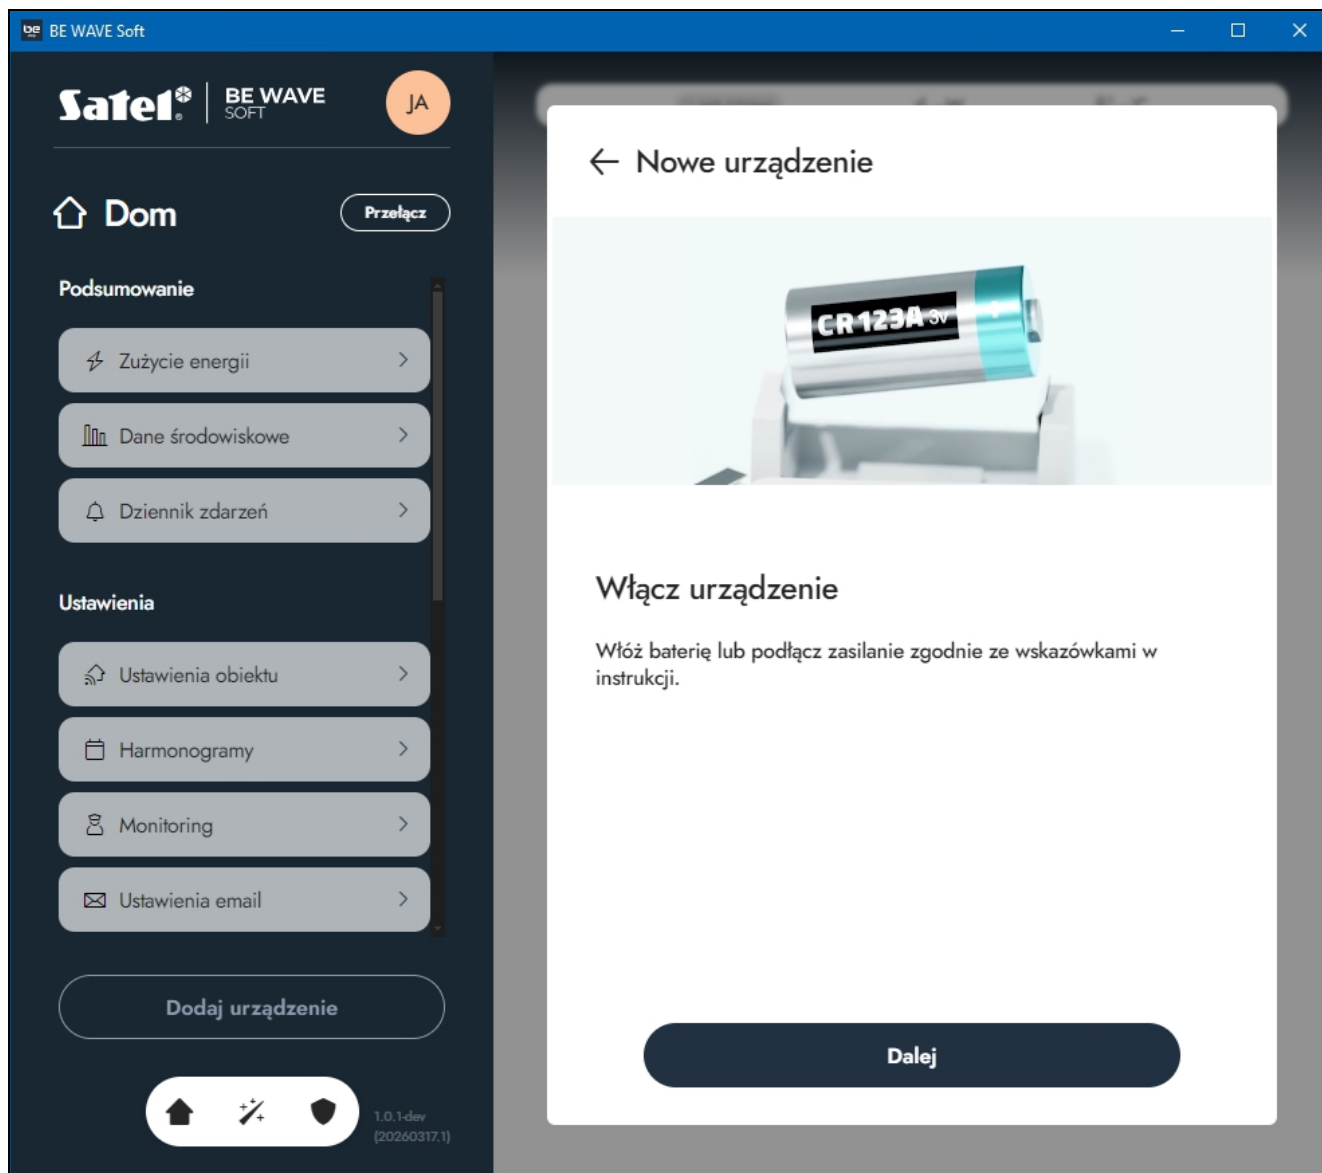 be BE WAVE Soft
Satel® BE WAVE
SOFT
JA
Dom
Przełącz
Podsumowanie
Zużycie energii
Dane środowiskowe
Dziennik zdarzeń
Ustawienia
Ustawienia obiektu
Harmonogramy
Monitoring
Ustawienia email
Dodaj urządzenie
1.0.1-dev
(20260317.1)
Nowe urządzenie
CR123A 3v
Włącz urządzenie
Włóż baterię lub podłącz zasilanie zgodnie ze wskazówkami w
instrukcji.
Dalej